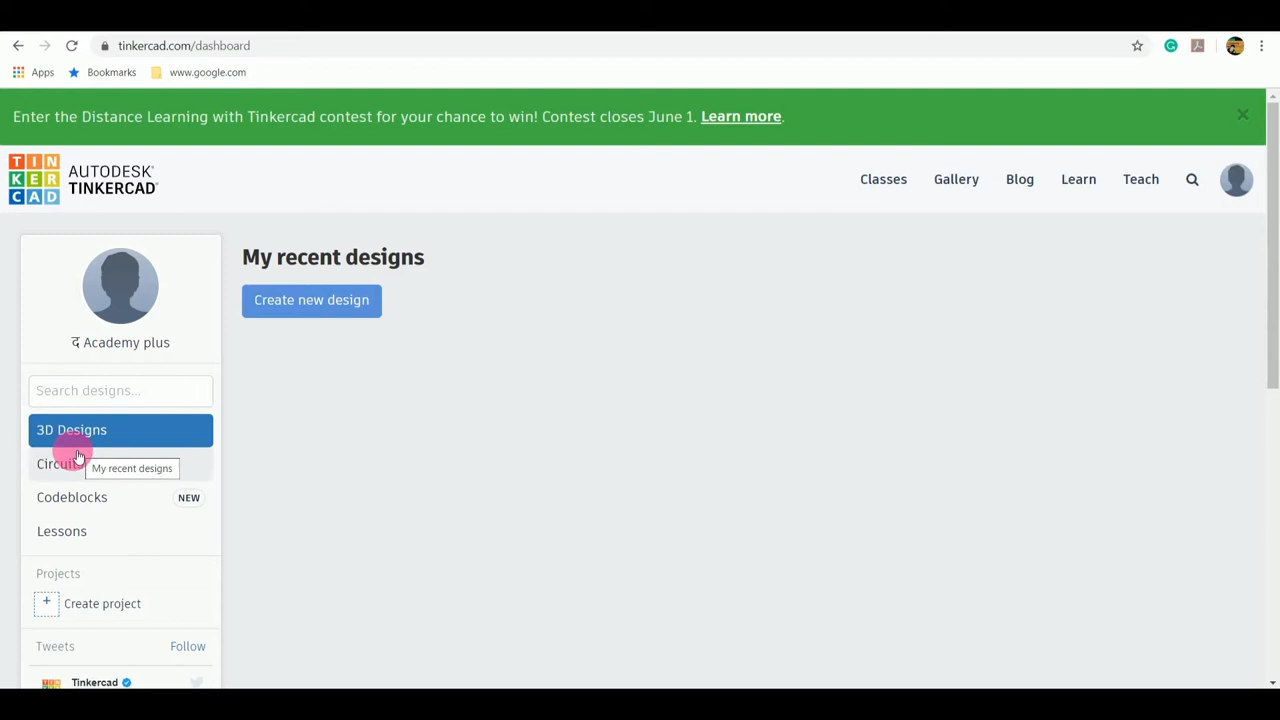 tinkercad.com/dashboard
Apps Bookmarks www.google.com
Enter the Distance Learning with Tinkercad contest for your chance to win! Contest closes June 1. Learn more.
TIN
KER
CAD
AUTODESK®
TINKERCAD®
Classes Gallery Blog Learn Teach
My recent designs
Create new design
द Academy plus
Search designs...
3D Designs
My recent designs
Codeblocks NEW
Lessons
Projects
+ Create project
Tweets Follow
Tinkercad